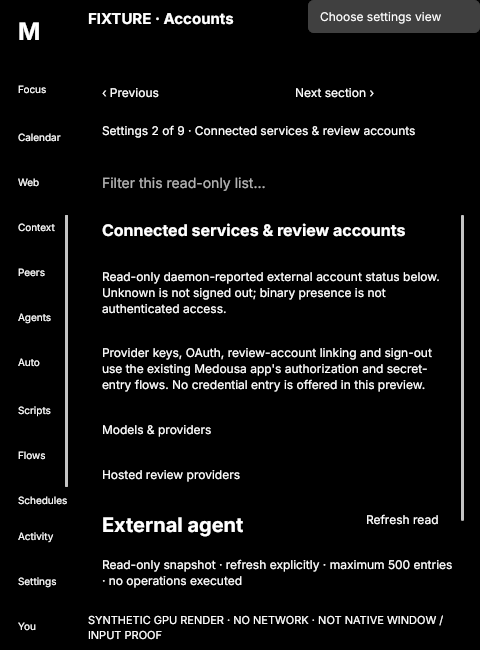 M
FIXTURE · Accounts
Choose settings view
Focus
Calendar
Web
Context
Peers
Agents
Auto
Scripts
Flows
Schedules
Activity
Settings
You
‹ Previous
Next section ›
Settings 2 of 9 · Connected services & review accounts
Filter this read-only list...
Connected services & review accounts
Read-only daemon-reported external account status below.
Unknown is not signed out; binary presence is not
authenticated access.
Provider keys, OAuth, review-account linking and sign-out
use the existing Medousa app's authorization and secret-
entry flows. No credential entry is offered in this preview.
Models & providers
Hosted review providers
External agent
Refresh read
Read-only snapshot · refresh explicitly · maximum 500 entries
· no operations executed
SYNTHETIC GPU RENDER · NO NETWORK · NOT NATIVE WINDOW /
INPUT PROOF